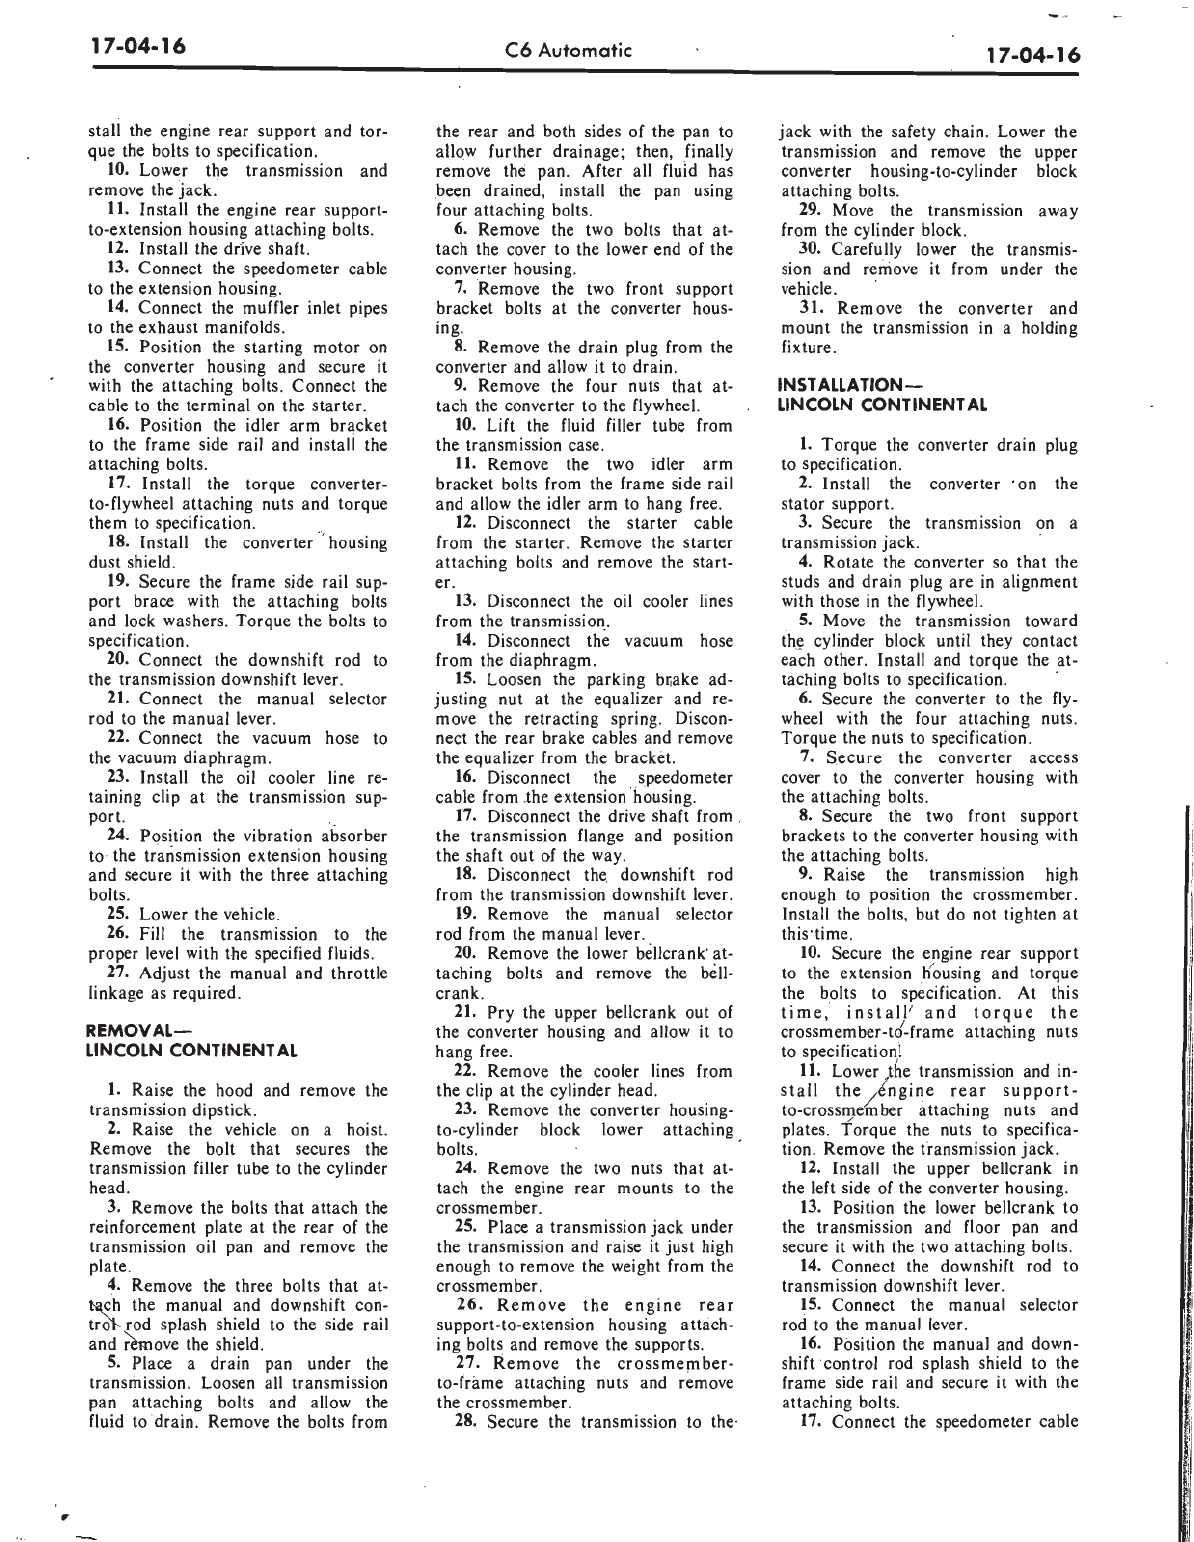 17-04-16
C6 Automatic
17-04-16
stall the engine rear support and tor-
que the bolts to specification.
10. Lower the transmission and
remove the jack.
11. Install the engine rear support-
to-extension housing attaching bolts.
12. Install the drive shaft.
13. Connect the speedometer cable
to the extension housing.
14. Connect the muffler inlet pipes
to the exhaust manifolds.
15. Position the starting motor on
the converter housing and secure it
with the attaching bolts. Connect the
cable to the terminal on the starter.
16. Position the idler arm bracket
to the frame side rail and install the
attaching bolts.
17. Install the torque converter-
to-flywheel attaching nuts and torque
them to specification.
18. Install the converter housing
dust shield.
19. Secure the frame side rail sup-
port brace with the attaching bolts
and lock washers. Torque the bolts to
specification.
20. Connect the downshift rod to
the transmission downshift lever.
21. Connect the manual selector
rod to the manual lever.
22. Connect the vacuum hose to
the vacuum diaphragm.
23. Install the oil cooler line re-
taining clip at the transmission sup-
port.
24. Position the vibration absorber
to the transmission extension housing
and secure it with the three attaching
bolts.
25. Lower the vehicle.
26. Fill the transmission to the
proper level with the specified fluids.
27. Adjust the manual and throttle
linkage as required.
REMOVAL—
LINCOLN CONTINENTAL
1. Raise the hood and remove the
transmission dipstick.
2. Raise the vehicle on a hoist.
Remove the bolt that secures the
transmission filler tube to the cylinder
head.
3. Remove the bolts that attach the
reinforcement plate at the rear of the
transmission oil pan and remove the
plate.
4. Remove the three bolts that at-
tach the manual and downshift con-
trol rod splash shield to the side rail
and remove the shield.
5. Place a drain pan under the
transmission. Loosen all transmission
pan attaching bolts and allow the
fluid to drain. Remove the bolts from
the rear and both sides of the pan to
allow further drainage; then, finally
remove the pan. After all fluid has
been drained, install the pan using
four attaching bolts.
6. Remove the two bolts that at-
tach the cover to the lower end of the
converter housing.
7. Remove the two front support
bracket bolts at the converter hous-
ing.
8. Remove the drain plug from the
converter and allow it to drain.
9. Remove the four nuts that at-
tach the converter to the flywheel.
10. Lift the fluid filler tube from
the transmission case.
11. Remove the two idler arm
bracket bolts from the frame side rail
and allow the idler arm to hang free.
12. Disconnect the starter cable
from the starter. Remove the starter
attaching bolts and remove the start-
er.
13. Disconnect the oil cooler lines
from the transmission.
14. Disconnect the vacuum hose
from the diaphragm.
15. Loosen the parking brake ad-
justing nut at the equalizer and re-
move the retracting spring. Discon-
nect the rear brake cables and remove
the equalizer from the bracket.
16. Disconnect the speedometer
cable from the extension housing.
17. Disconnect the drive shaft from
the transmission flange and position
the shaft out of the way.
18. Disconnect the downshift rod
from the transmission downshift lever.
19. Remove the manual selector
rod from the manual lever.
20. Remove the lower bellcrank at-
taching bolts and remove the bell-
crank.
21. Pry the upper bellcrank out of
the converter housing and allow it to
hang free.
22. Remove the cooler lines from
the clip at the cylinder head.
23. Remove the converter housing-
to-cylinder block lower attaching
bolts.
24. Remove the two nuts that at-
tach the engine rear mounts to the
crossmember.
25. Place a transmission jack under
the transmission and raise it just high
enough to remove the weight from the
crossmember.
26. Remove the engine rear
support-to-extension housing attach-
ing bolts and remove the supports.
27. Remove the crossmember-
to-frame attaching nuts and remove
the crossmember.
28. Secure the transmission to the
jack with the safety chain. Lower the
transmission and remove the upper
converter housing-to-cylinder block
attaching bolts.
29. Move the transmission away
from the cylinder block.
30. Carefully lower the transmis-
sion and remove it from under the
vehicle.
31. Remove the converter and
mount the transmission in a holding
fixture.
INSTALLATION—
LINCOLN CONTINENTAL
1. Torque the converter drain plug
to specification.
2. Install the converter on the
stator support.
3. Secure the transmission on a
transmission jack.
4. Rotate the converter so that the
studs and drain plug are in alignment
with those in the flywheel.
5. Move the transmission toward
the cylinder block until they contact
each other. Install and torque the at-
taching bolts to specification.
6. Secure the converter to the fly-
wheel with the four attaching nuts.
Torque the nuts to specification.
7. Secure the converter access
cover to the converter housing with
the attaching bolts.
8. Secure the two front support
brackets to the converter housing with
the attaching bolts.
9. Raise the transmission high
enough to position the crossmember.
Install the bolts, but do not tighten at
this time.
10. Secure the engine rear support
to the extension housing and torque
the bolts to specification. At this
time, install and torque the
crossmember-to-frame attaching nuts
to specification.
11. Lower the transmission and in-
stall the engine rear support-
to-crossmember attaching nuts and
plates. Torque the nuts to specifica-
tion. Remove the transmission jack.
12. Install the upper bellcrank in
the left side of the converter housing.
13. Position the lower bellcrank to
the transmission and floor pan and
secure it with the two attaching bolts.
14. Connect the downshift rod to
transmission downshift lever.
15. Connect the manual selector
rod to the manual lever.
16. Position the manual and down-
shift control rod splash shield to the
frame side rail and secure it with the
attaching bolts.
17. Connect the speedometer cable